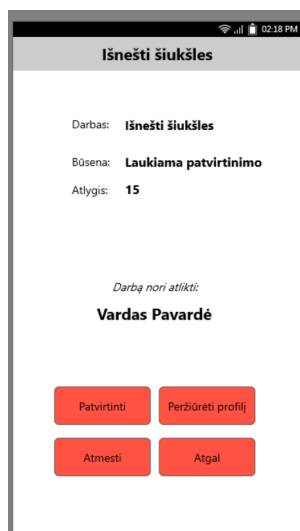 02:18 PM
Išnešti šiukšles
Darbas: Išnešti šiukšles
Būsena: Laukiama patvirtinimo
Atlygis: 15
Darbą nori atlikti:
Vardas Pavardė
Patvirtinti Peržiūrėti profilį
Atmesti Atgal